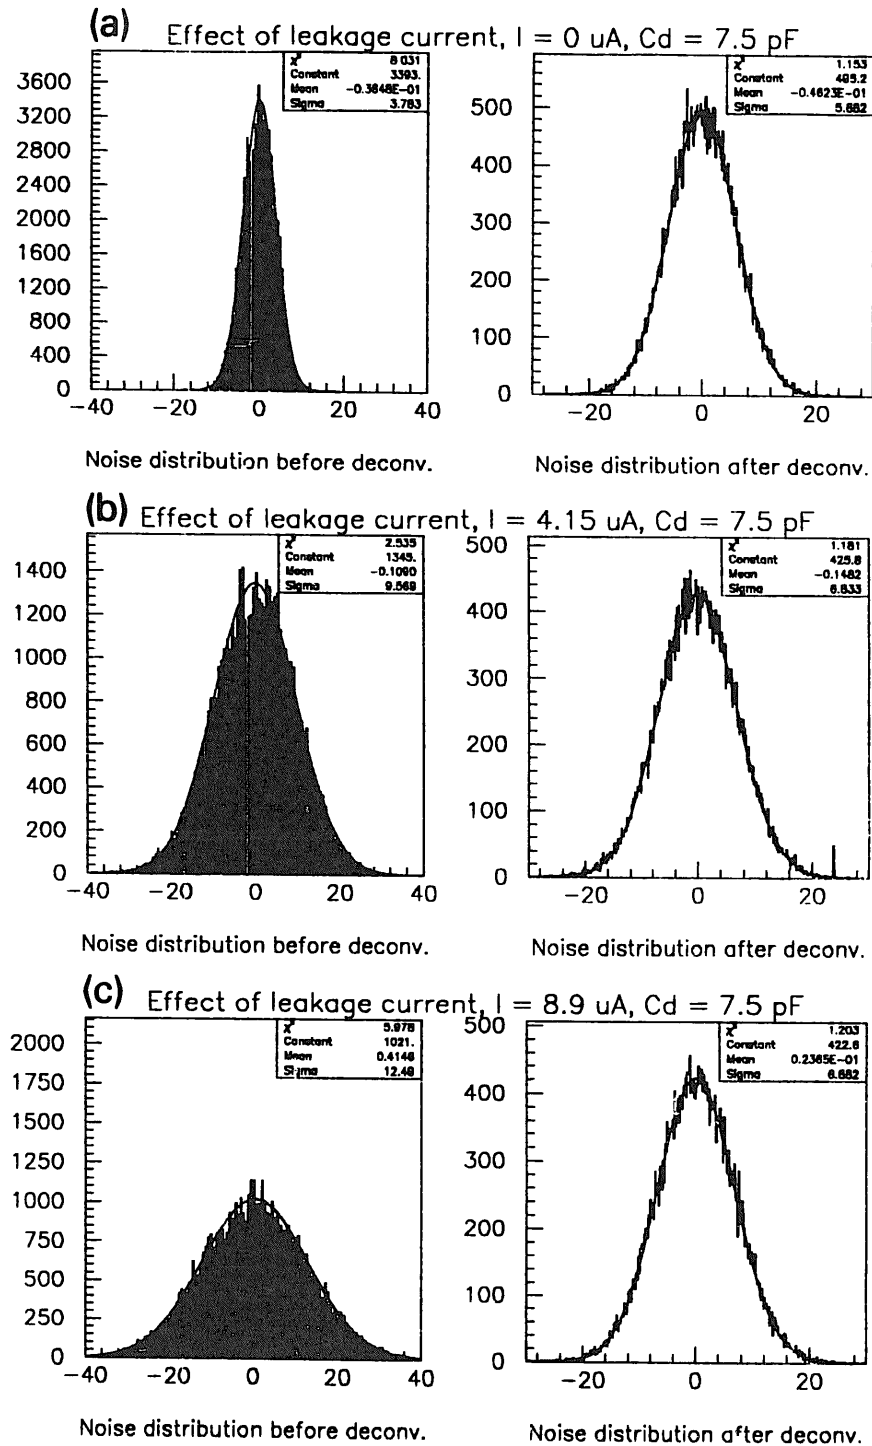 (a) Effect of leakage current, I = 0 uA, Cd = 7.5 pF
χ² 8.031
Constant 3393.
Mean -0.3648E-01
Sigma 3.763
3600
3200
2800
2400
2000
1600
1200
800
400
0
-40 -20 0 20 40
Noise distribution before deconv.
χ² 1.153
Constant 495.2
Mean -0.4623E-01
Sigma 5.662
500
400
300
200
100
0
-20 0 20
Noise distribution after deconv.
(b) Effect of leakage current, I = 4.15 uA, Cd = 7.5 pF
χ² 2.535
Constant 1345.
Mean -0.1090
Sigma 9.569
1400
1200
1000
800
600
400
200
0
-40 -20 0 20 40
Noise distribution before deconv.
χ² 1.181
Constant 425.8
Mean -0.1482
Sigma 6.633
500
400
300
200
100
0
-20 0 20
Noise distribution after deconv.
(c) Effect of leakage current, I = 8.9 uA, Cd = 7.5 pF
χ² 5.978
Constant 1021.
Mean 0.4146
Sigma 12.49
2000
1750
1500
1250
1000
750
500
250
0
-40 -20 0 20 40
Noise distribution before deconv.
χ² 1.203
Constant 422.6
Mean 0.2365E-01
Sigma 6.682
500
400
300
200
100
0
-20 0 20
Noise distribution after deconv.